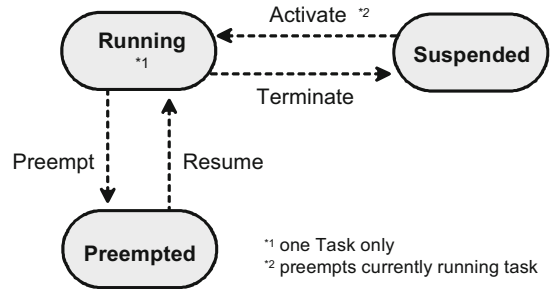 Activate *2
Running
*1
Suspended
Terminate
Preempt
Resume
Preempted
*1 one Task only
*2 preempts currently running task